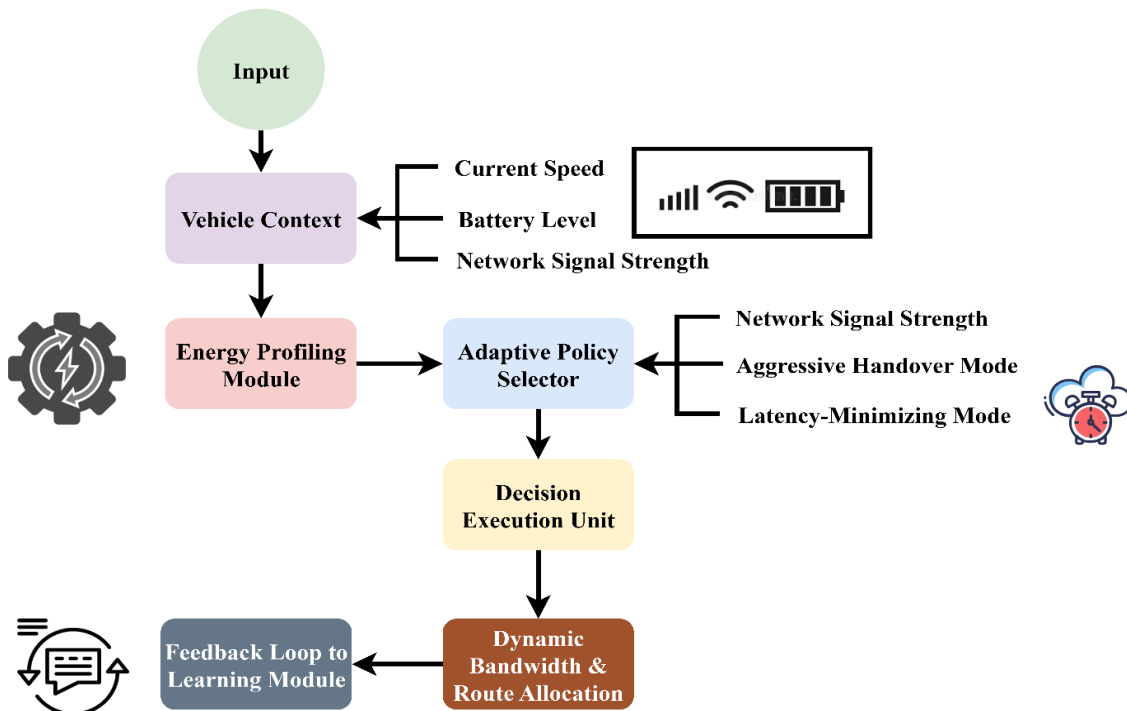 Input
Current Speed
Vehicle Context
Battery Level
Network Signal Strength
Energy Profiling
Module
Adaptive Policy
Selector
Network Signal Strength
Aggressive Handover Mode
Latency-Minimizing Mode
Decision
Execution Unit
Dynamic
Bandwidth &
Route Allocation
Feedback Loop to
Learning Module